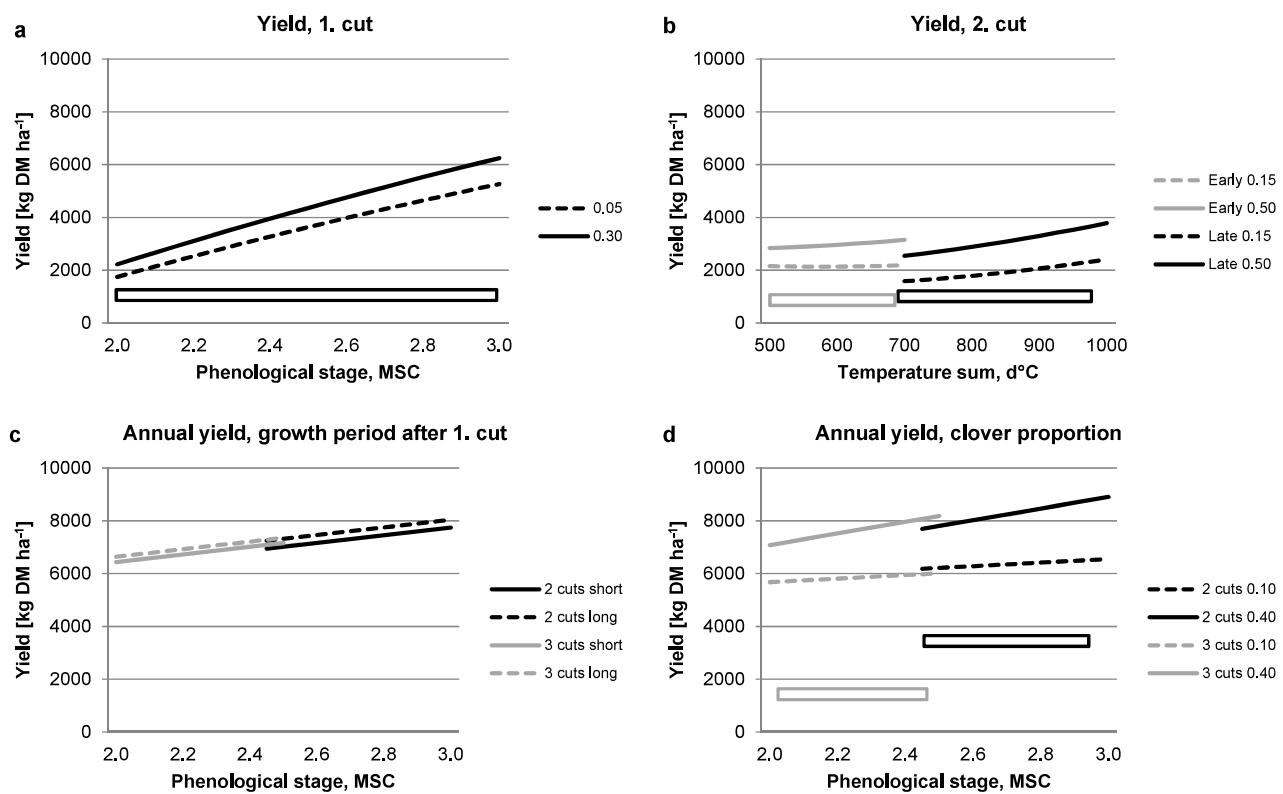 a
Yield, 1. cut
Yield [kg DM ha⁻¹]
10000
8000
6000
4000
2000
0
2.0 2.2 2.4 2.6 2.8 3.0
Phenological stage, MSC
0.05
0.30
b
Yield, 2. cut
Yield [kg DM ha⁻¹]
10000
8000
6000
4000
2000
0
500 600 700 800 900 1000
Temperature sum, d°C
Early 0.15
Early 0.50
Late 0.15
Late 0.50
c
Annual yield, growth period after 1. cut
Yield [kg DM ha⁻¹]
10000
8000
6000
4000
2000
0
2.0 2.2 2.4 2.6 2.8 3.0
Phenological stage, MSC
2 cuts short
2 cuts long
3 cuts short
3 cuts long
d
Annual yield, clover proportion
Yield [kg DM ha⁻¹]
10000
8000
6000
4000
2000
0
2.0 2.2 2.4 2.6 2.8 3.0
Phenological stage, MSC
2 cuts 0.10
2 cuts 0.40
3 cuts 0.10
3 cuts 0.40